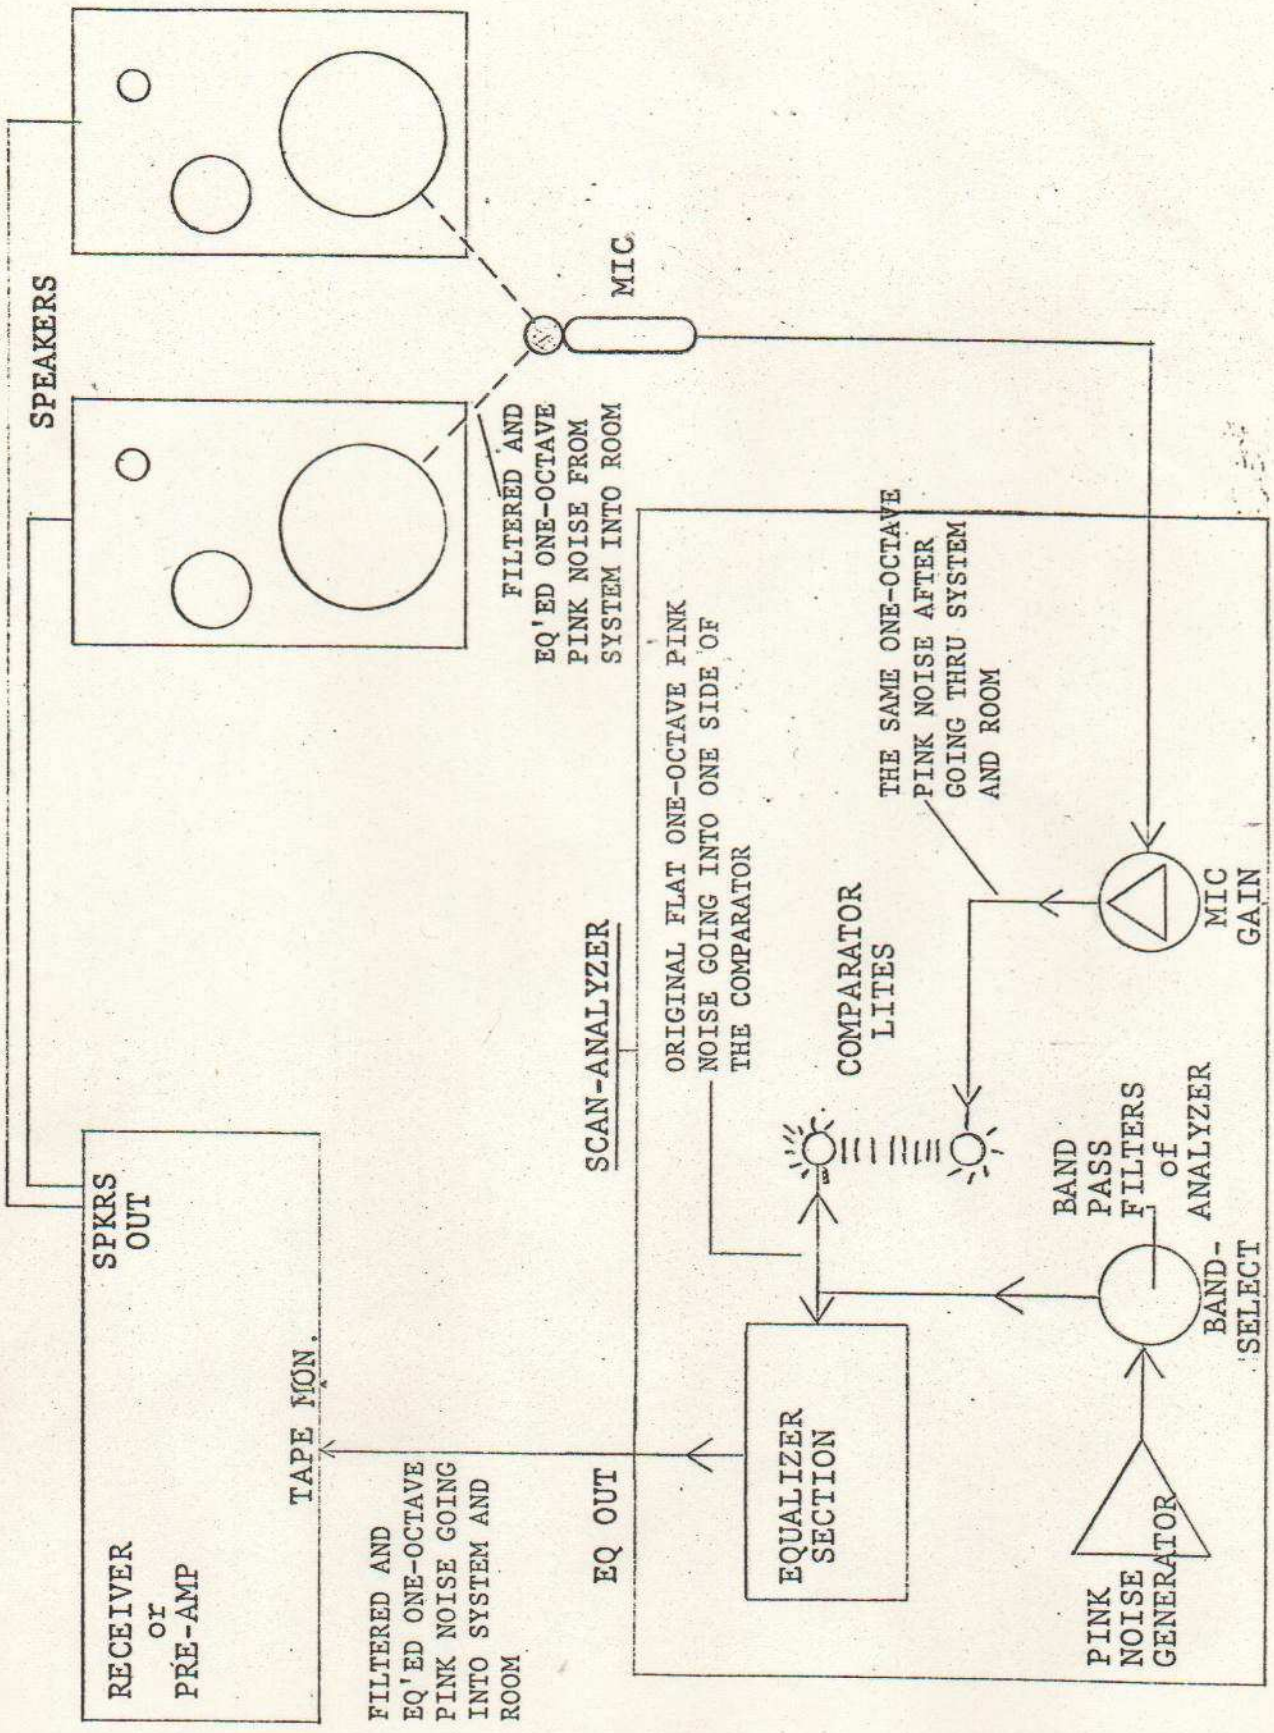 RECEIVER
or
PRE-AMP
SPKRS
OUT
TAPE MON.
SPEAKERS
FILTERED AND
EQ'ED ONE-OCTAVE
PINK NOISE GOING
INTO SYSTEM AND
ROOM
FILTERED AND
EQ'ED ONE-OCTAVE
PINK NOISE FROM
SYSTEM INTO ROOM
MIC
EQ OUT
SCAN-ANALYZER
ORIGINAL FLAT ONE-OCTAVE PINK
NOISE GOING INTO ONE SIDE OF
THE COMPARATOR
EQUALIZER
SECTION
COMPARATOR
LITES
THE SAME ONE-OCTAVE
PINK NOISE AFTER
GOING THRU SYSTEM
AND ROOM
PINK
NOISE
GENERATOR
BAND
PASS
FILTERS
of
ANALYZER
BAND-
SELECT
MIC
GAIN